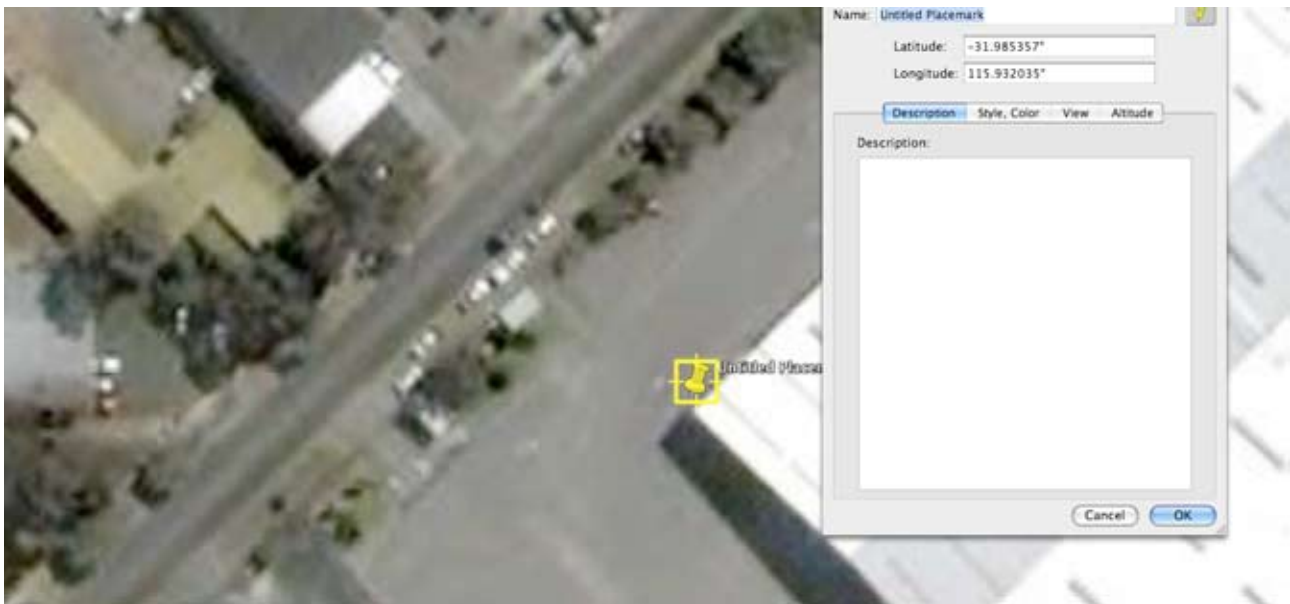 Name: Untitled Placemark
Latitude: -31.985357°
Longitude: 115.932035°
Description Style, Color View Altitude
Description:
Untitled Placem
Cancel OK